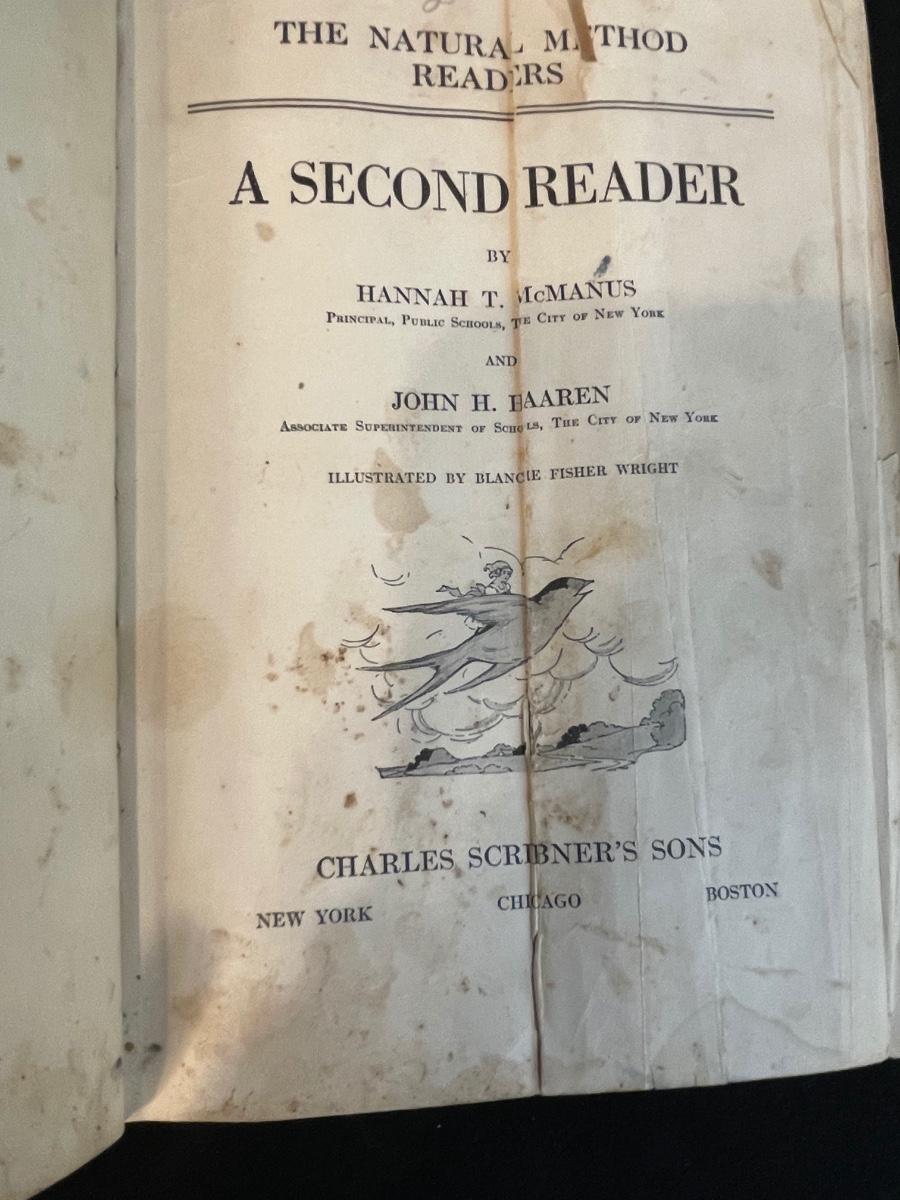 THE NATURAL METHOD
READERS
A SECOND READER
BY
HANNAH T. McMANUS
PRINCIPAL, PUBLIC SCHOOLS, THE CITY OF NEW YORK
AND
JOHN H. HAAREN
ASSOCIATE SUPERINTENDENT OF SCHOOLS, THE CITY OF NEW YORK
ILLUSTRATED BY BLANCHE FISHER WRIGHT
CHARLES SCRIBNER'S SONS
NEW YORK CHICAGO BOSTON